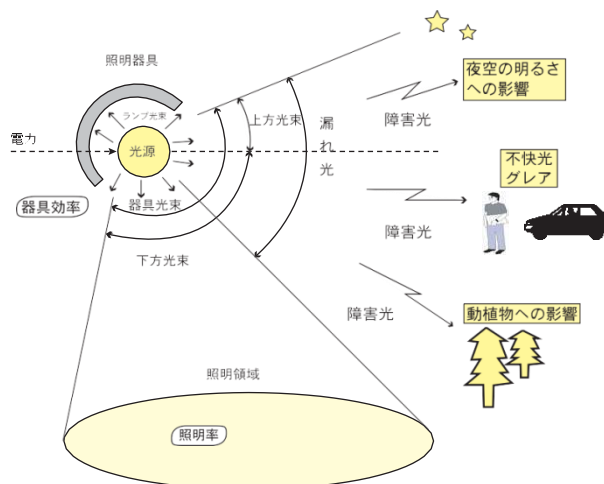 照明器具
ランプ光束
電力
光源
器具効率
器具光束
下方光束
上方光束
漏れ光
障害光
夜空の明るさ
への影響
不快光
グレア
障害光
障害光
動植物への影響
照明領域
照明率